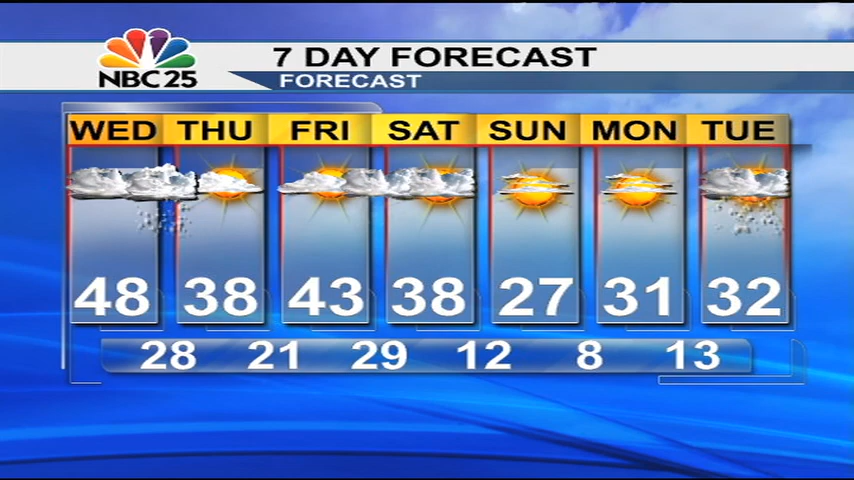 7 DAY FORECAST
NBC 25
FORECAST
WED THU FRI SAT SUN MON TUE
48 38 43 38 27 31 32
28 21 29 12 8 13